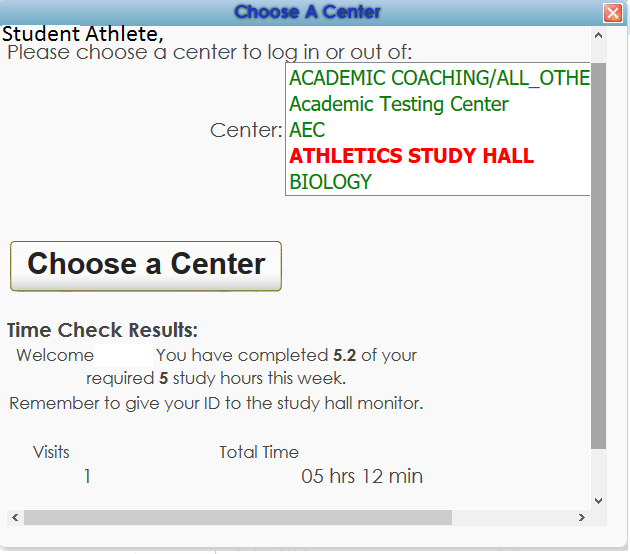 Choose A Center
Student Athlete,
Please choose a center to log in or out of:
ACADEMIC COACHING/ALL_OTHE
Academic Testing Center
Center: AEC
ATHLETICS STUDY HALL
BIOLOGY
Choose a Center
Time Check Results:
Welcome You have completed 5.2 of your
required 5 study hours this week.
Remember to give your ID to the study hall monitor.
Visits Total Time
1 05 hrs 12 min